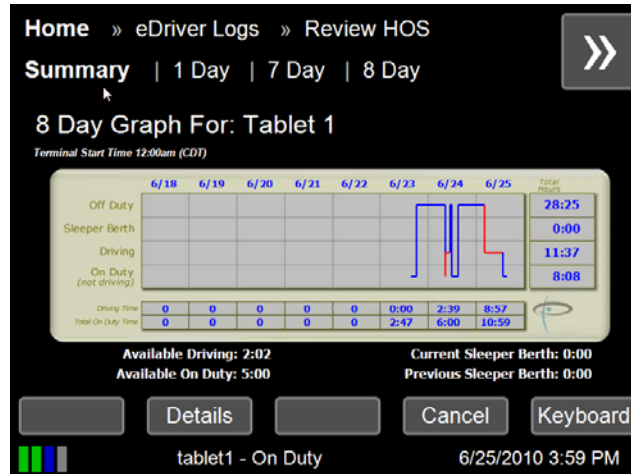 Home » eDriver Logs » Review HOS
»
Summary | 1 Day | 7 Day | 8 Day
8 Day Graph For: Tablet 1
Terminal Start Time 12:00am (CDT)
6/18 6/19 6/20 6/21 6/22 6/23 6/24 6/25 Total Hours
Off Duty 28:25
Sleeper Berth 0:00
Driving 11:37
On Duty (not driving) 8:08
Driving Time 0 0 0 0 0 0:00 2:39 8:57
Total On Duty Time 0 0 0 0 0 2:47 6:00 10:59
Available Driving: 2:02 Current Sleeper Berth: 0:00
Available On Duty: 5:00 Previous Sleeper Berth: 0:00
Details Cancel Keyboard
tablet1 - On Duty 6/25/2010 3:59 PM